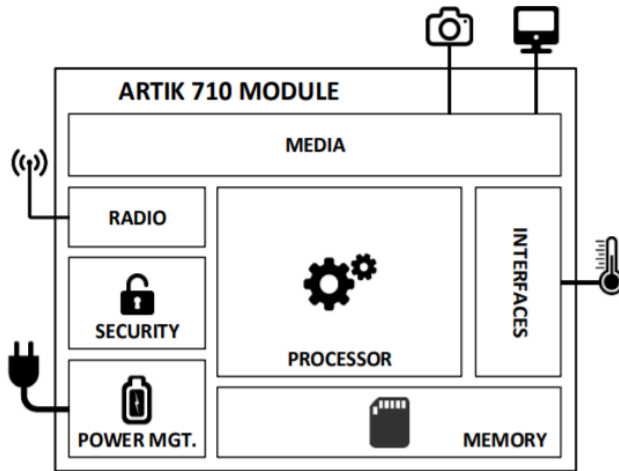 ARTIK 710 MODULE
MEDIA
RADIO
SECURITY
POWER MGT.
PROCESSOR
INTERFACES
MEMORY